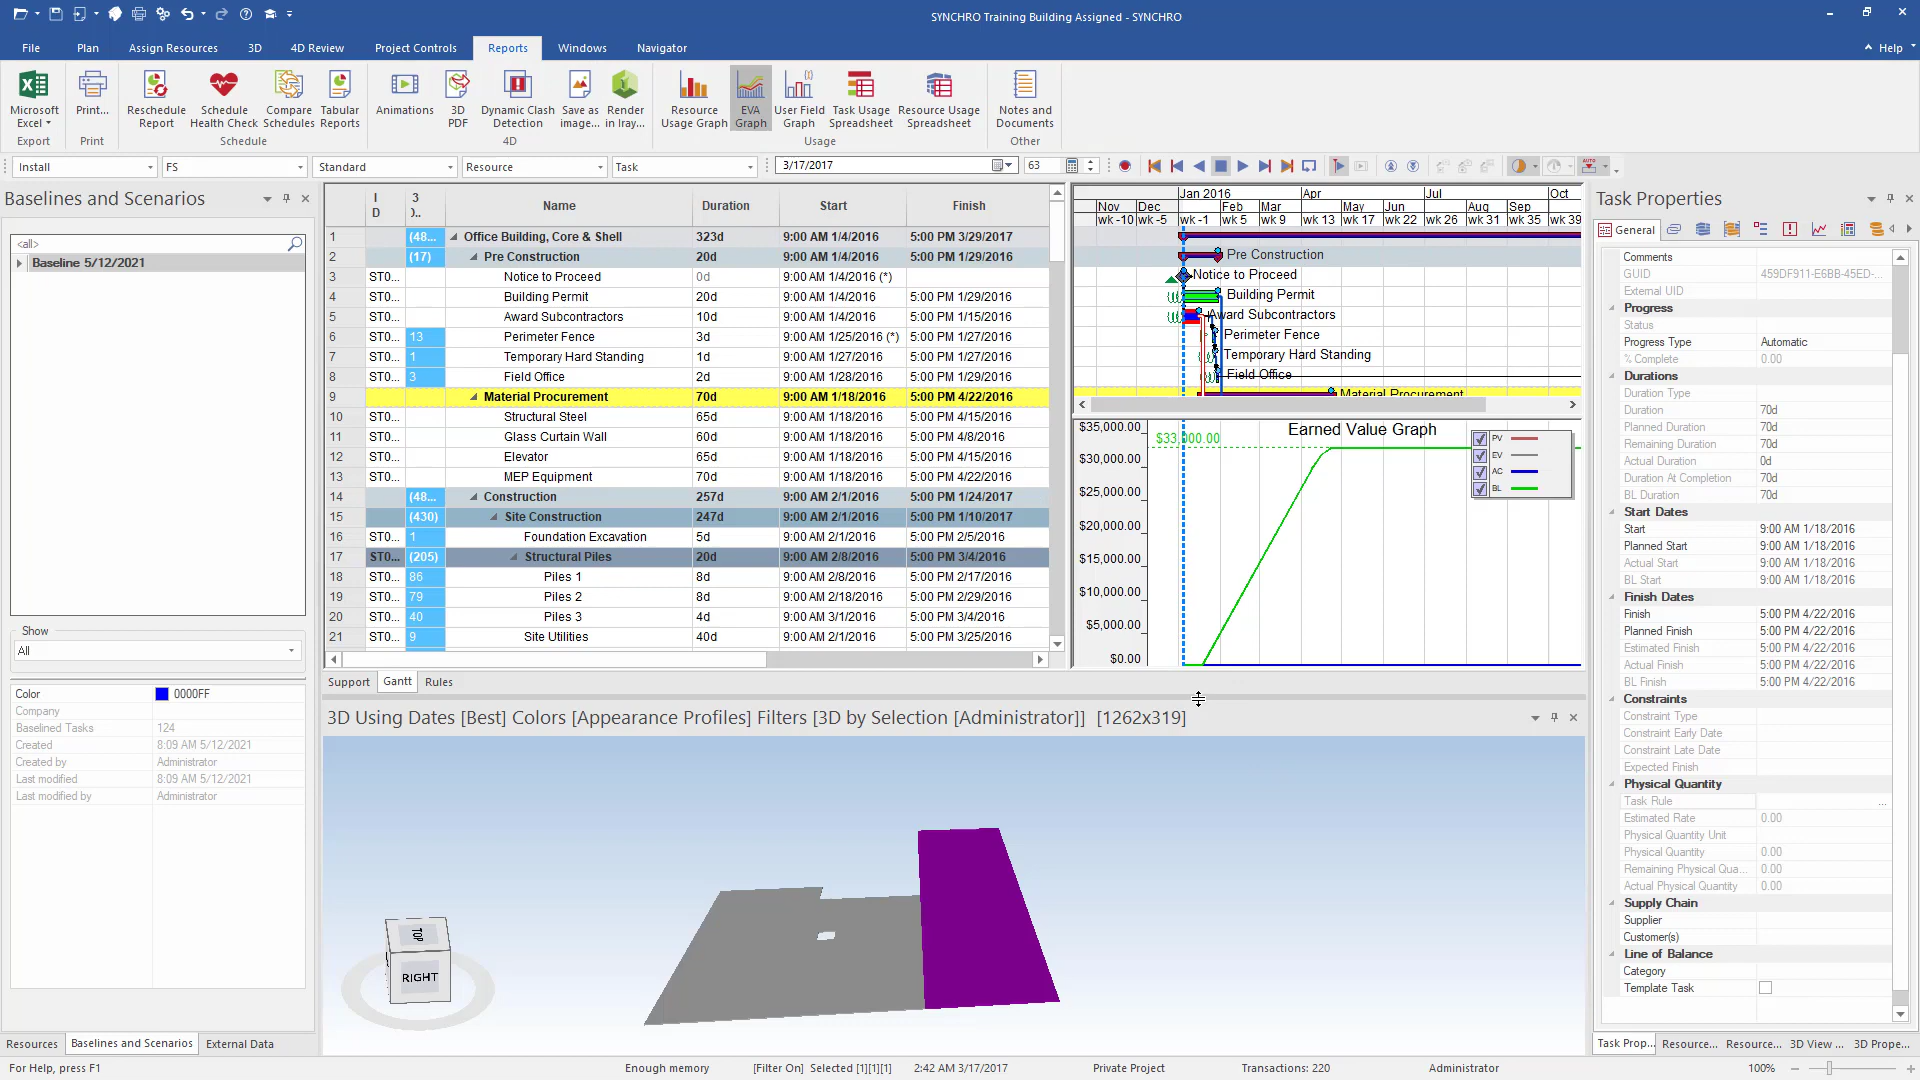 SYNCHRO Training Building Assigned - SYNCHRO
File Plan Assign Resources 3D 4D Review Project Controls Reports Windows Navigator Help
Microsoft Excel Print... Reschedule Report Schedule Health Check Compare Schedules Tabular Reports Animations 3D PDF Dynamic Clash Detection Save as image... Render in Iray... Resource Usage Graph EVA Graph User Field Graph Task Usage Spreadsheet Resource Usage Spreadsheet Notes and Documents
Export Print Schedule 4D Usage Other
Install FS Standard Resource Task 3/17/2017 63
Baselines and Scenarios
<all>
Baseline 5/12/2021
Show
All
Color 0000FF
Company
Baselined Tasks 124
Created 8:09 AM 5/12/2021
Created by Administrator
Last modified 8:09 AM 5/12/2021
Last modified by Administrator
Resources Baselines and Scenarios External Data
ID 3D.. Name Duration Start Finish
1 (48... Office Building, Core & Shell 323d 9:00 AM 1/4/2016 5:00 PM 3/29/2017
2 (17) Pre Construction 20d 9:00 AM 1/4/2016 5:00 PM 1/29/2016
3 ST0... Notice to Proceed 0d 9:00 AM 1/4/2016 (*)
4 ST0... Building Permit 20d 9:00 AM 1/4/2016 5:00 PM 1/29/2016
5 ST0... Award Subcontractors 10d 9:00 AM 1/4/2016 5:00 PM 1/15/2016
6 ST0... 13 Perimeter Fence 3d 9:00 AM 1/25/2016 (*) 5:00 PM 1/27/2016
7 ST0... 1 Temporary Hard Standing 1d 9:00 AM 1/27/2016 5:00 PM 1/27/2016
8 ST0... 3 Field Office 2d 9:00 AM 1/28/2016 5:00 PM 1/29/2016
9 Material Procurement 70d 9:00 AM 1/18/2016 5:00 PM 4/22/2016
10 ST0... Structural Steel 65d 9:00 AM 1/18/2016 5:00 PM 4/15/2016
11 ST0... Glass Curtain Wall 60d 9:00 AM 1/18/2016 5:00 PM 4/8/2016
12 ST0... Elevator 65d 9:00 AM 1/18/2016 5:00 PM 4/15/2016
13 ST0... MEP Equipment 70d 9:00 AM 1/18/2016 5:00 PM 4/22/2016
14 (48... Construction 257d 9:00 AM 2/1/2016 5:00 PM 1/24/2017
15 (430) Site Construction 247d 9:00 AM 2/1/2016 5:00 PM 1/10/2017
16 ST0... 1 Foundation Excavation 5d 9:00 AM 2/1/2016 5:00 PM 2/5/2016
17 ST0... (205) Structural Piles 20d 9:00 AM 2/8/2016 5:00 PM 3/4/2016
18 ST0... 86 Piles 1 8d 9:00 AM 2/8/2016 5:00 PM 2/17/2016
19 ST0... 79 Piles 2 8d 9:00 AM 2/18/2016 5:00 PM 2/29/2016
20 ST0... 40 Piles 3 4d 9:00 AM 3/1/2016 5:00 PM 3/4/2016
21 ST0... 9 Site Utilities 40d 9:00 AM 2/1/2016 5:00 PM 3/25/2016
Support Gantt Rules
Jan 2016 Apr Jul Oct
Nov Dec Feb Mar May Jun Aug Sep
wk -10 wk -5 wk -1 wk 5 wk 9 wk 13 wk 17 wk 22 wk 26 wk 31 wk 35 wk 39
Pre Construction
Notice to Proceed
Building Permit
Award Subcontractors
Perimeter Fence
Temporary Hard Standing
Field Office
Material Procurement
Earned Value Graph
$33,000.00
$35,000.00
$30,000.00
$25,000.00
$20,000.00
$15,000.00
$10,000.00
$5,000.00
$0.00
PV
EV
AC
BL
3D Using Dates [Best] Colors [Appearance Profiles] Filters [3D by Selection [Administrator]] [1262x319]
TOP
RIGHT
Task Properties
General
Comments
GUID 459DF911-E6BB-45ED-...
External UID
Progress
Status
Progress Type Automatic
% Complete 0.00
Durations
Duration Type
Duration 70d
Planned Duration 70d
Remaining Duration 70d
Actual Duration 0d
Duration At Completion 70d
BL Duration 70d
Start Dates
Start 9:00 AM 1/18/2016
Planned Start 9:00 AM 1/18/2016
Actual Start 9:00 AM 1/18/2016
BL Start 9:00 AM 1/18/2016
Finish Dates
Finish 5:00 PM 4/22/2016
Planned Finish 5:00 PM 4/22/2016
Estimated Finish 5:00 PM 4/22/2016
Actual Finish 5:00 PM 4/22/2016
BL Finish 5:00 PM 4/22/2016
Constraints
Constraint Type
Constraint Early Date
Constraint Late Date
Expected Finish
Physical Quantity
Task Rule ...
Estimated Rate 0.00
Physical Quantity Unit
Physical Quantity 0.00
Remaining Physical Qua... 0.00
Actual Physical Quantity 0.00
Supply Chain
Supplier
Customer(s)
Line of Balance
Category
Template Task
Task Prop... Resource... Resource... 3D View ... 3D Prope...
For Help, press F1 Enough memory [Filter On] Selected [1][1][1] 2:42 AM 3/17/2017 Private Project Transactions: 220 Administrator 100%